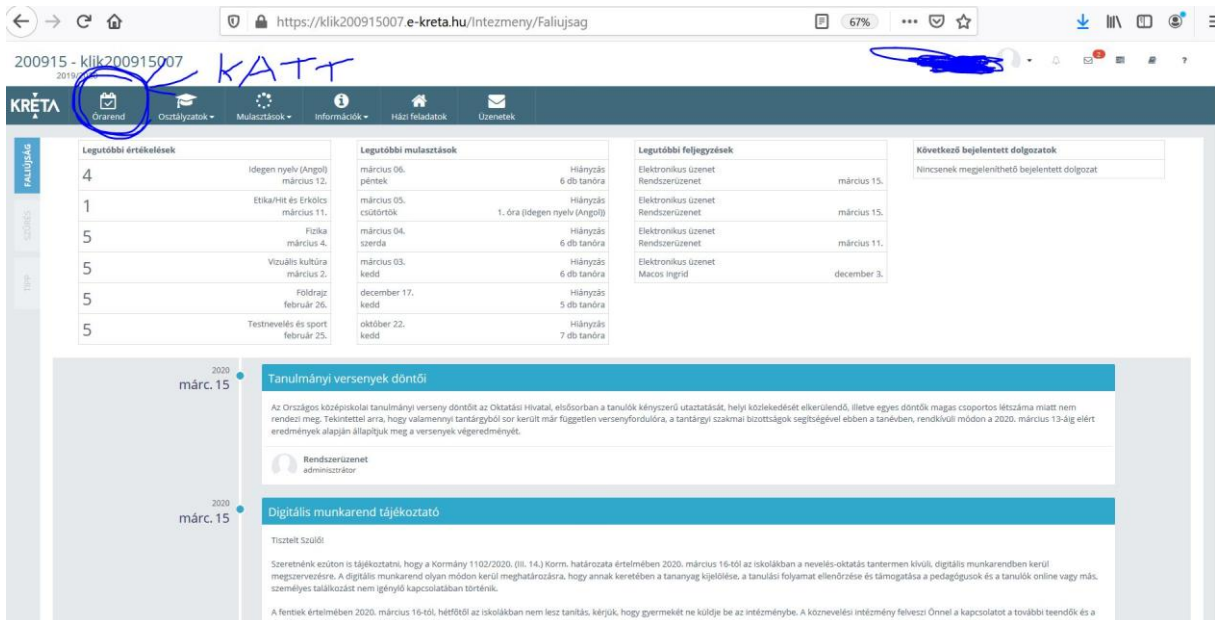 https://klik200915007.e-kreta.hu/Intezmeny/Faliujsag
67%
200915 - klik200915007
KATT
KRÉTA
Órarend
Osztályzatok
Mulasztások
Információk
Házi feladatok
Üzenetek
FALIÚJSÁG
SZŰRÉS
TIPP
Legutóbbi értékelések
4 Idegen nyelv (Angol)
március 12.
1 Etika/Hit és Erkölcs
március 11.
5 Fizika
március 4.
5 Vizuális kultúra
március 2.
5 Földrajz
február 26.
5 Testnevelés és sport
február 25.
Legutóbbi mulasztások
március 06. Hiányzás
péntek 6 db tanóra
március 05. Hiányzás
csütörtök 1. óra (Idegen nyelv (Angol))
március 04. Hiányzás
szerda 6 db tanóra
március 03. Hiányzás
kedd 6 db tanóra
december 17. Hiányzás
kedd 5 db tanóra
október 22. Hiányzás
kedd 7 db tanóra
Legutóbbi feljegyzések
Elektronikus üzenet
Rendszerüzenet március 15.
Elektronikus üzenet
Rendszerüzenet március 15.
Elektronikus üzenet
Rendszerüzenet március 11.
Elektronikus üzenet
Macos Ingrid december 3.
Következő bejelentett dolgozatok
Nincsenek megjeleníthető bejelentett dolgozat
2020
márc. 15
Tanulmányi versenyek döntői
Az Országos középiskolai tanulmányi verseny döntőit az Oktatási Hivatal, elsősorban a tanulók kényszerű utaztatását, helyi közlekedését elkerülendő, illetve egyes döntők magas csoportos létszáma miatt nem
rendezi meg. Tekintettel arra, hogy valamennyi tantárgyból sor került már független versenyfordulóra, a tantárgyi szakmai bizottságok segítségével ebben a tanévben, rendkívüli módon a 2020. március 13-áig elért
eredmények alapján állapítjuk meg a versenyek végeredményét.
Rendszerüzenet
adminisztrátor
2020
márc. 15
Digitális munkarend tájékoztató
Tisztelt Szülő!
Szeretnénk ezúton is tájékoztatni, hogy a Kormány 1102/2020. (III. 14.) Korm. határozata értelmében 2020. március 16-tól az iskolákban a nevelés-oktatás tantermen kívüli, digitális munkarendben kerül
megszervezésre. A digitális munkarend olyan módon kerül meghatározásra, hogy annak keretében a tananyag kijelölése, a tanulási folyamat ellenőrzése és támogatása a pedagógusok és a tanulók online vagy más,
személyes találkozást nem igénylő kapcsolatában történik.
A fentiek értelmében 2020. március 16-tól, hétfőtől az iskolákban nem lesz tanítás, kérjük, hogy gyermekét ne küldje be az intézménybe. A köznevelési intézmény felveszi Önnel a kapcsolatot a további teendők és a